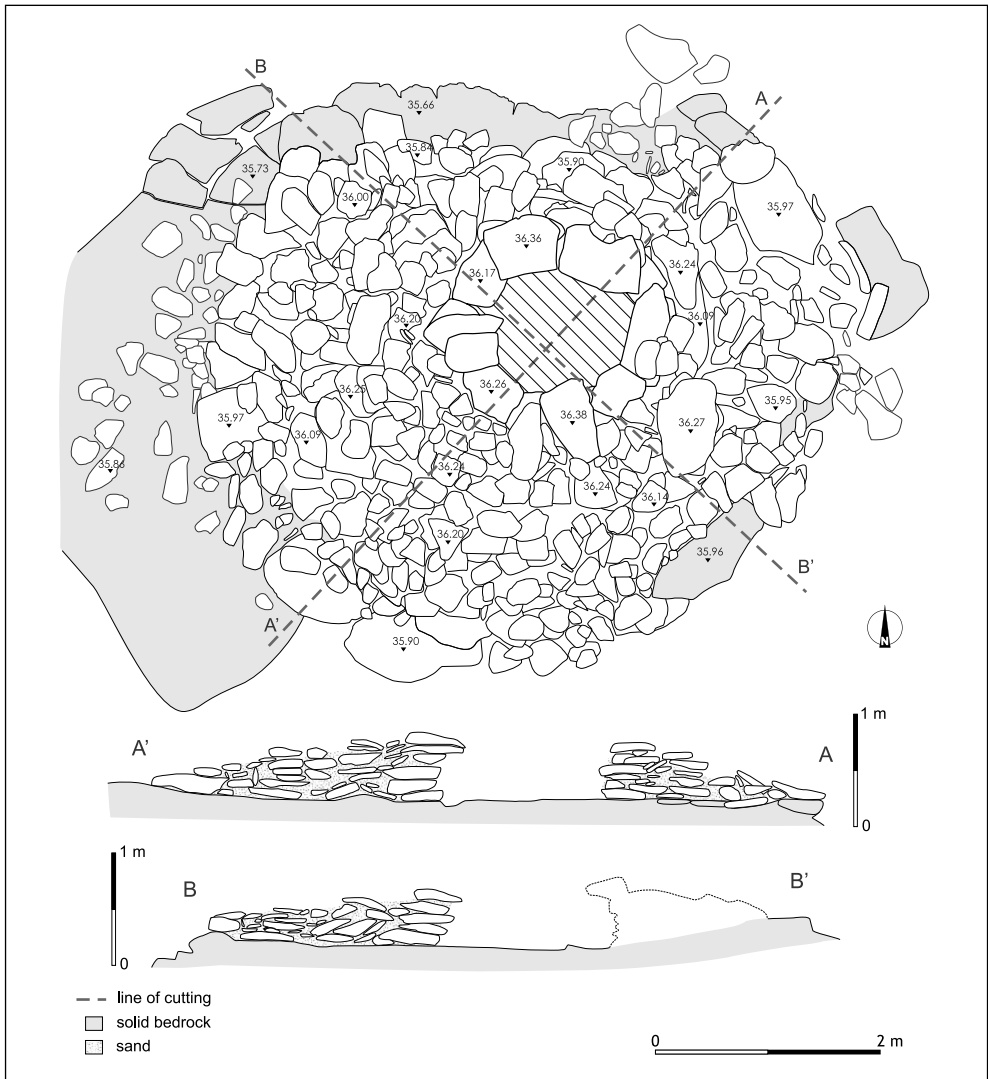 B
A
35.66
35.84
35.90
35.73
36.00
35.97
36.36
36.24
36.17
36.20
36.09
36.25
36.26
35.95
35.97
36.38
36.27
36.09
35.86
36.24
36.24
36.14
36.20
35.96
B'
A'
35.90
N
A'
A
1 m
0
B
B'
1 m
0
line of cutting
solid bedrock
sand
0
2 m